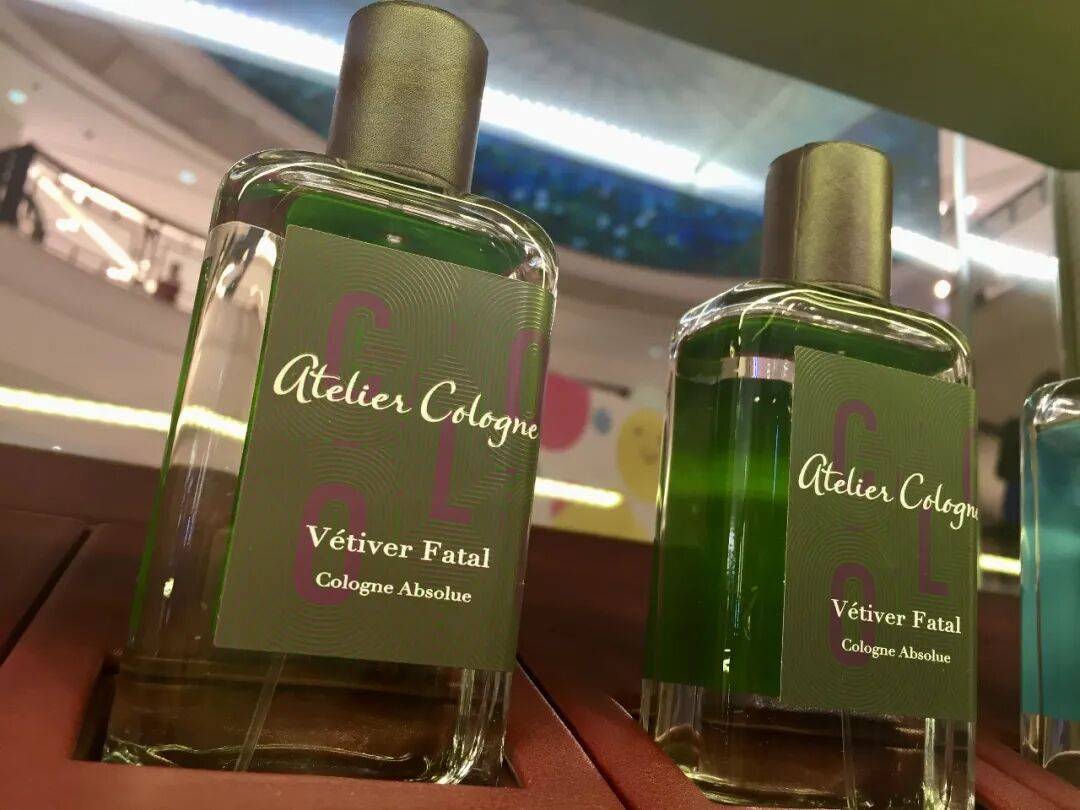 Atelier Cologne
Vétiver Fatal
Cologne Absolue
Atelier Cologne
Vétiver Fatal
Cologne Absolue